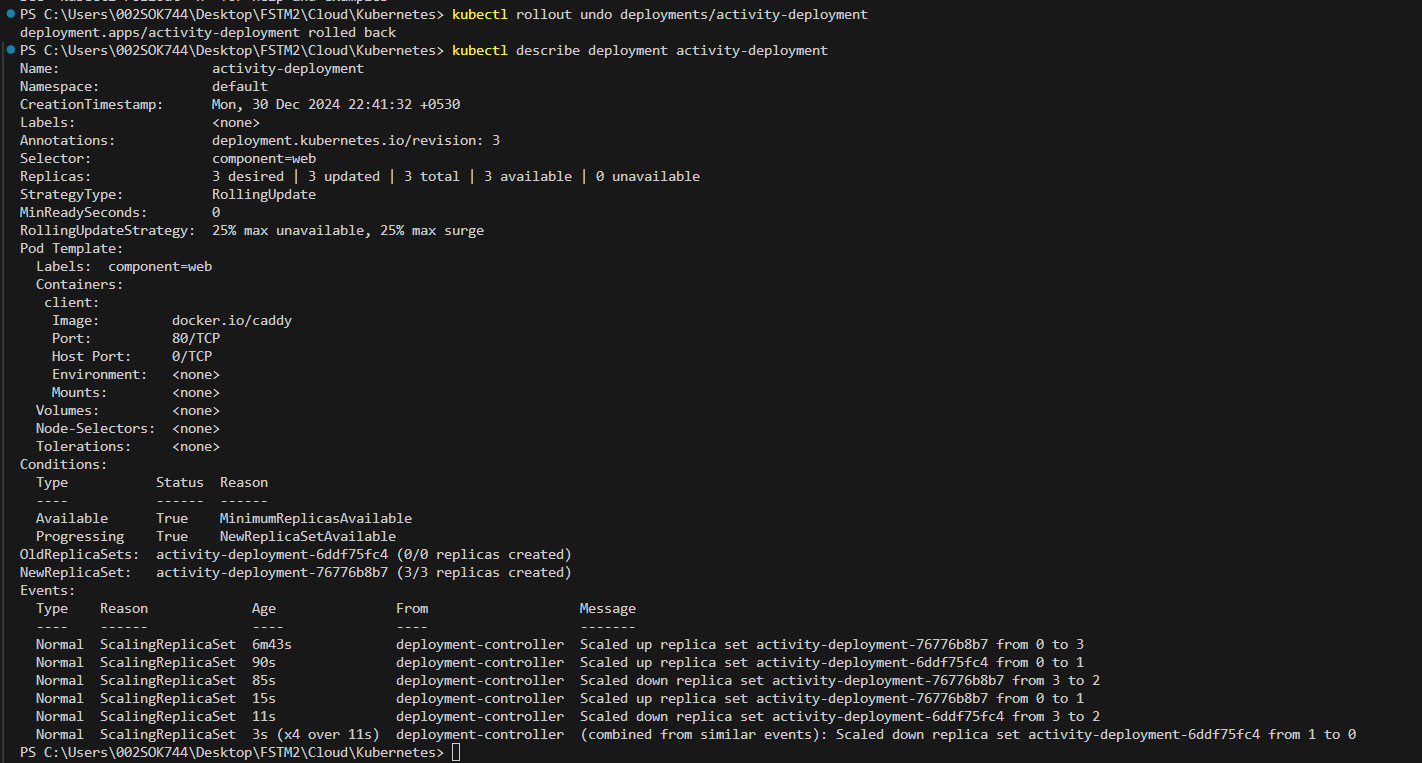 PS C:\Users\002SOK744\Desktop\FSTM2\Cloud\Kubernetes> kubectl rollout undo deployments/activity-deployment
deployment.apps/activity-deployment rolled back
PS C:\Users\002SOK744\Desktop\FSTM2\Cloud\Kubernetes> kubectl describe deployment activity-deployment
Name:                   activity-deployment
Namespace:              default
CreationTimestamp:      Mon, 30 Dec 2024 22:41:32 +0530
Labels:                 <none>
Annotations:            deployment.kubernetes.io/revision: 3
Selector:               component=web
Replicas:               3 desired | 3 updated | 3 total | 3 available | 0 unavailable
StrategyType:           RollingUpdate
MinReadySeconds:        0
RollingUpdateStrategy:  25% max unavailable, 25% max surge
Pod Template:
  Labels:  component=web
  Containers:
   client:
    Image:         docker.io/caddy
    Port:          80/TCP
    Host Port:     0/TCP
    Environment:   <none>
    Mounts:        <none>
  Volumes:         <none>
  Node-Selectors:  <none>
  Tolerations:     <none>
Conditions:
  Type           Status  Reason
  ----           ------  ------
  Available      True    MinimumReplicasAvailable
  Progressing    True    NewReplicaSetAvailable
OldReplicaSets:  activity-deployment-6ddf75fc4 (0/0 replicas created)
NewReplicaSet:   activity-deployment-76776b8b7 (3/3 replicas created)
Events:
  Type    Reason             Age                From                   Message
  ----    ------             ----               ----                   -------
  Normal  ScalingReplicaSet  6m43s              deployment-controller  Scaled up replica set activity-deployment-76776b8b7 from 0 to 3
  Normal  ScalingReplicaSet  90s                deployment-controller  Scaled up replica set activity-deployment-6ddf75fc4 from 0 to 1
  Normal  ScalingReplicaSet  85s                deployment-controller  Scaled down replica set activity-deployment-76776b8b7 from 3 to 2
  Normal  ScalingReplicaSet  15s                deployment-controller  Scaled up replica set activity-deployment-76776b8b7 from 0 to 1
  Normal  ScalingReplicaSet  11s                deployment-controller  Scaled down replica set activity-deployment-6ddf75fc4 from 3 to 2
  Normal  ScalingReplicaSet  3s (x4 over 11s)  deployment-controller  (combined from similar events): Scaled down replica set activity-deployment-6ddf75fc4 from 1 to 0
PS C:\Users\002SOK744\Desktop\FSTM2\Cloud\Kubernetes>